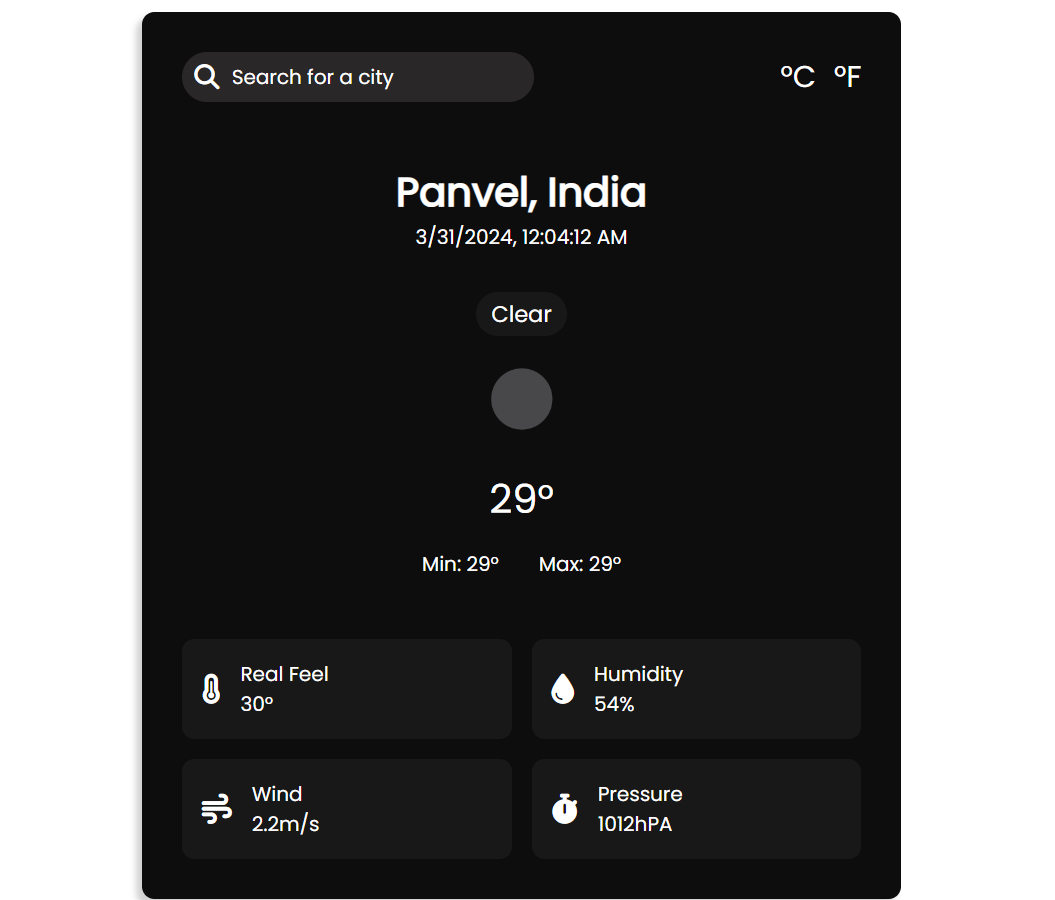 Search for a city
°C °F
Panvel, India
3/31/2024, 12:04:12 AM
Clear
29°
Min: 29° Max: 29°
Real Feel
30°
Humidity
54%
Wind
2.2m/s
Pressure
1012hPA